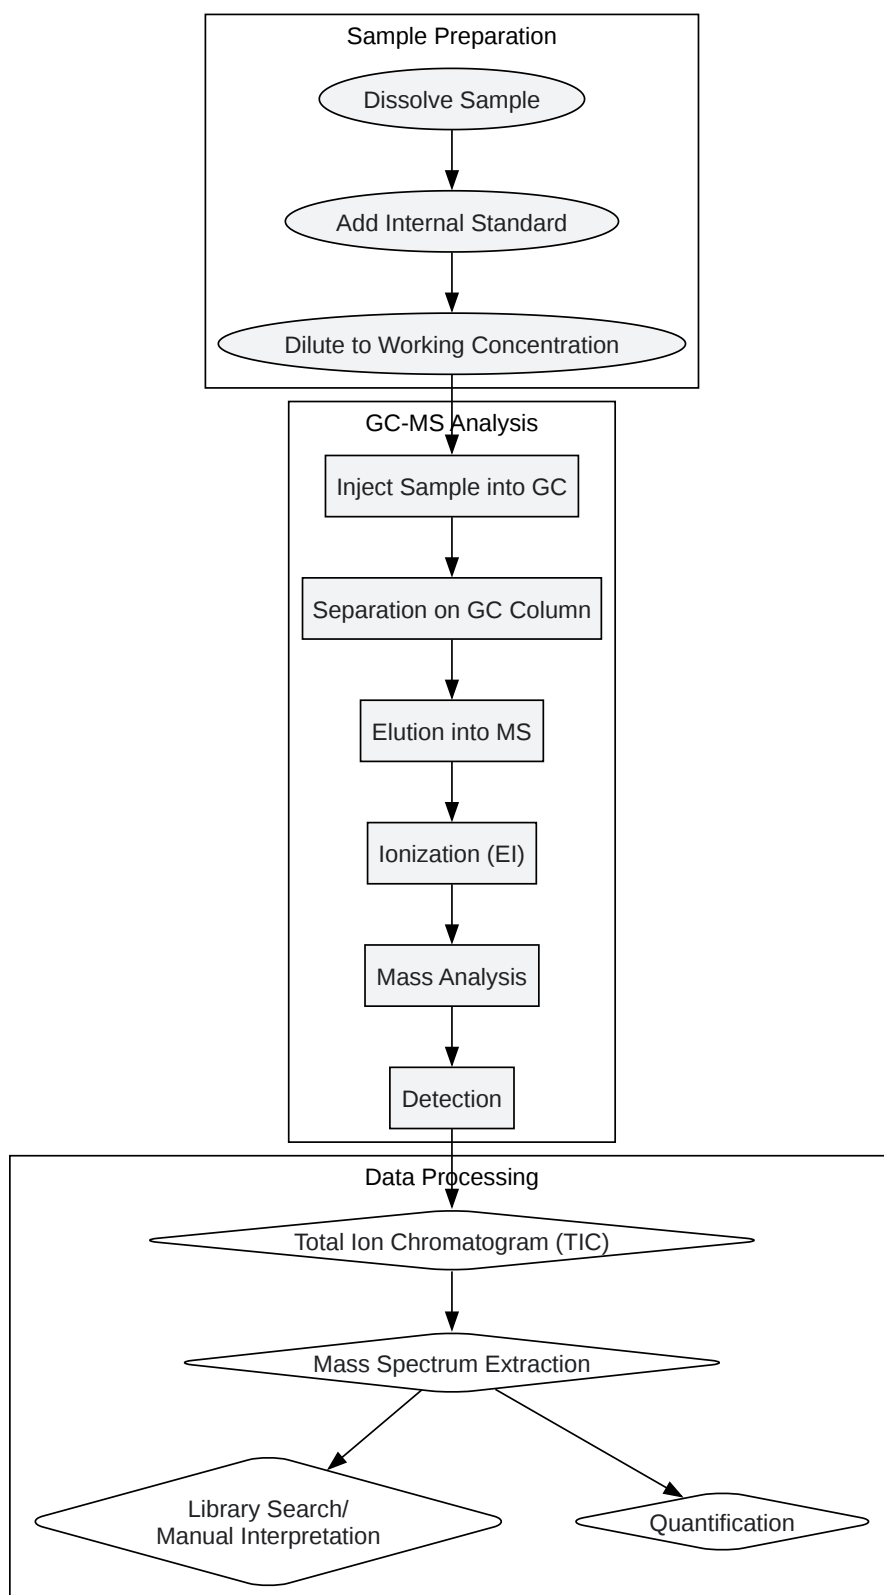 Sample Preparation
Dissolve Sample
Add Internal Standard
Dilute to Working Concentration
GC-MS Analysis
Inject Sample into GC
Separation on GC Column
Elution into MS
Ionization (EI)
Mass Analysis
Detection
Data Processing
Total Ion Chromatogram (TIC)
Mass Spectrum Extraction
Library Search/
Manual Interpretation
Quantification